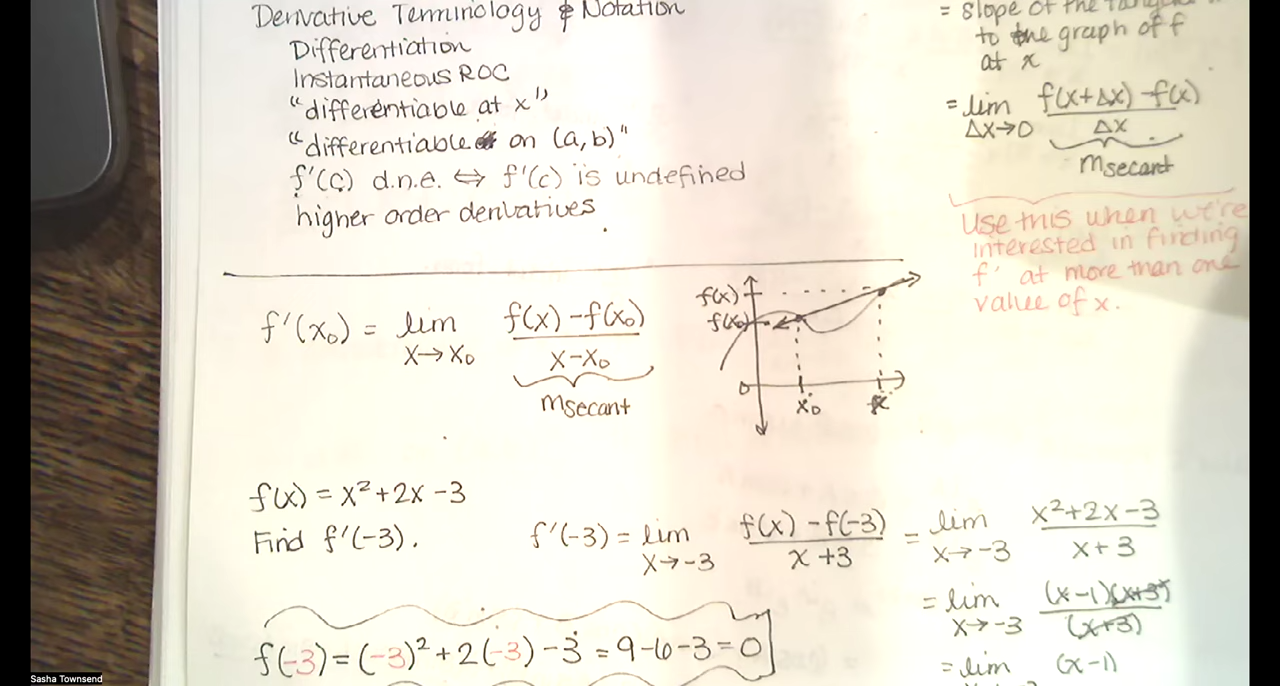 Derivative Terminology & Notation
Differentiation
Instantaneous ROC
"differentiable at x"
"differentiable on (a,b)"
f'(c) d.n.e. ⇔ f'(c) is undefined
higher order derivatives
= slope of the
to the graph of f
at x
= lim Δx→0 f(x+Δx)-f(x) / Δx
msecant
Use this when we're
interested in finding
f' at more than one
value of x.
f'(x₀) = lim x→x₀ f(x)-f(x₀) / x-x₀
msecant
f(x)
f(x₀)
0
x₀
x
f(x) = x²+2x-3
Find f'(-3).
f'(-3) = lim x→-3 f(x)-f(-3) / x+3 = lim x→-3 x²+2x-3 / x+3
= lim x→-3 (x-1)(x+3) / (x+3)
= lim (x-1)
f(-3) = (-3)²+2(-3)-3 = 9-6-3 = 0
Sasha Townsend